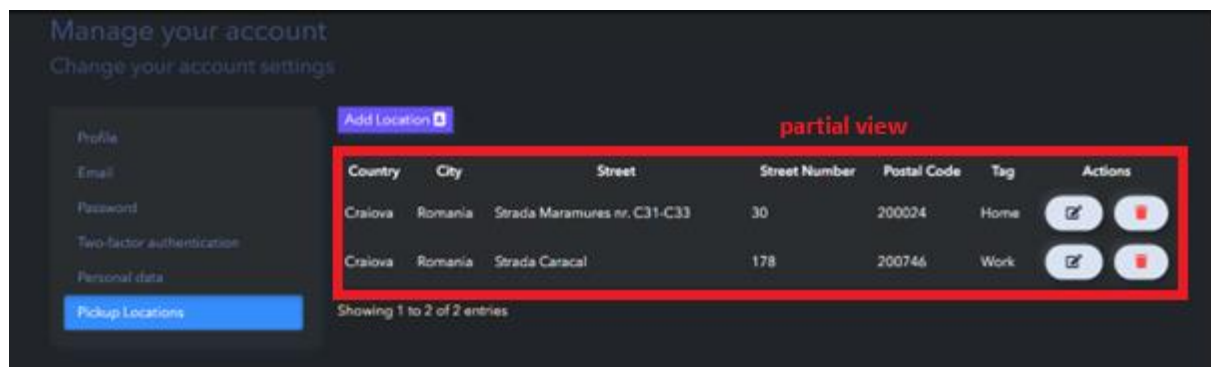 Manage your account
Change your account settings
Profile
Email
Password
Two-factor authentication
Personal data
Pickup Locations
Add Location
partial view
Country City Street Street Number Postal Code Tag Actions
Craiova Romania Strada Maramures nr. C31-C33 30 200024 Home
Craiova Romania Strada Caracal 178 200746 Work
Showing 1 to 2 of 2 entries